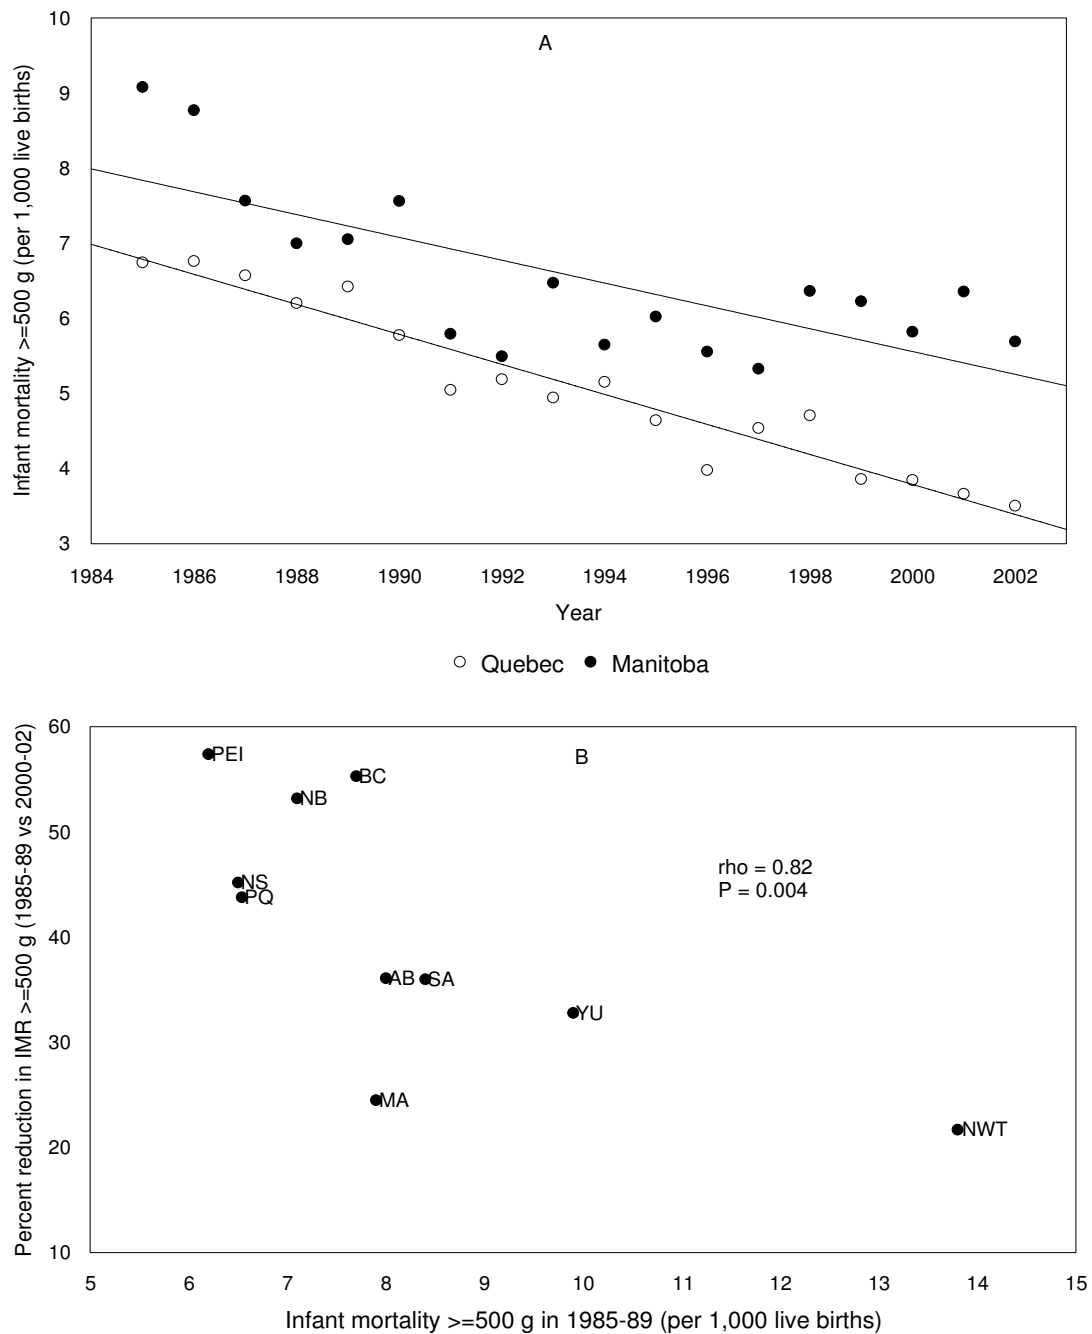 A
10
9
8
7
6
5
4
3
Infant mortality >=500 g (per 1,000 live births)
1984 1986 1988 1990 1992 1994 1996 1998 2000 2002
Year
Quebec Manitoba
B
60
50
40
30
20
10
Percent reduction in IMR >=500 g (1985-89 vs 2000-02)
PEI
BC
NB
rho = 0.82
P = 0.004
NS
PQ
AB SA
YU
MA
NWT
5 6 7 8 9 10 11 12 13 14 15
Infant mortality >=500 g in 1985-89 (per 1,000 live births)